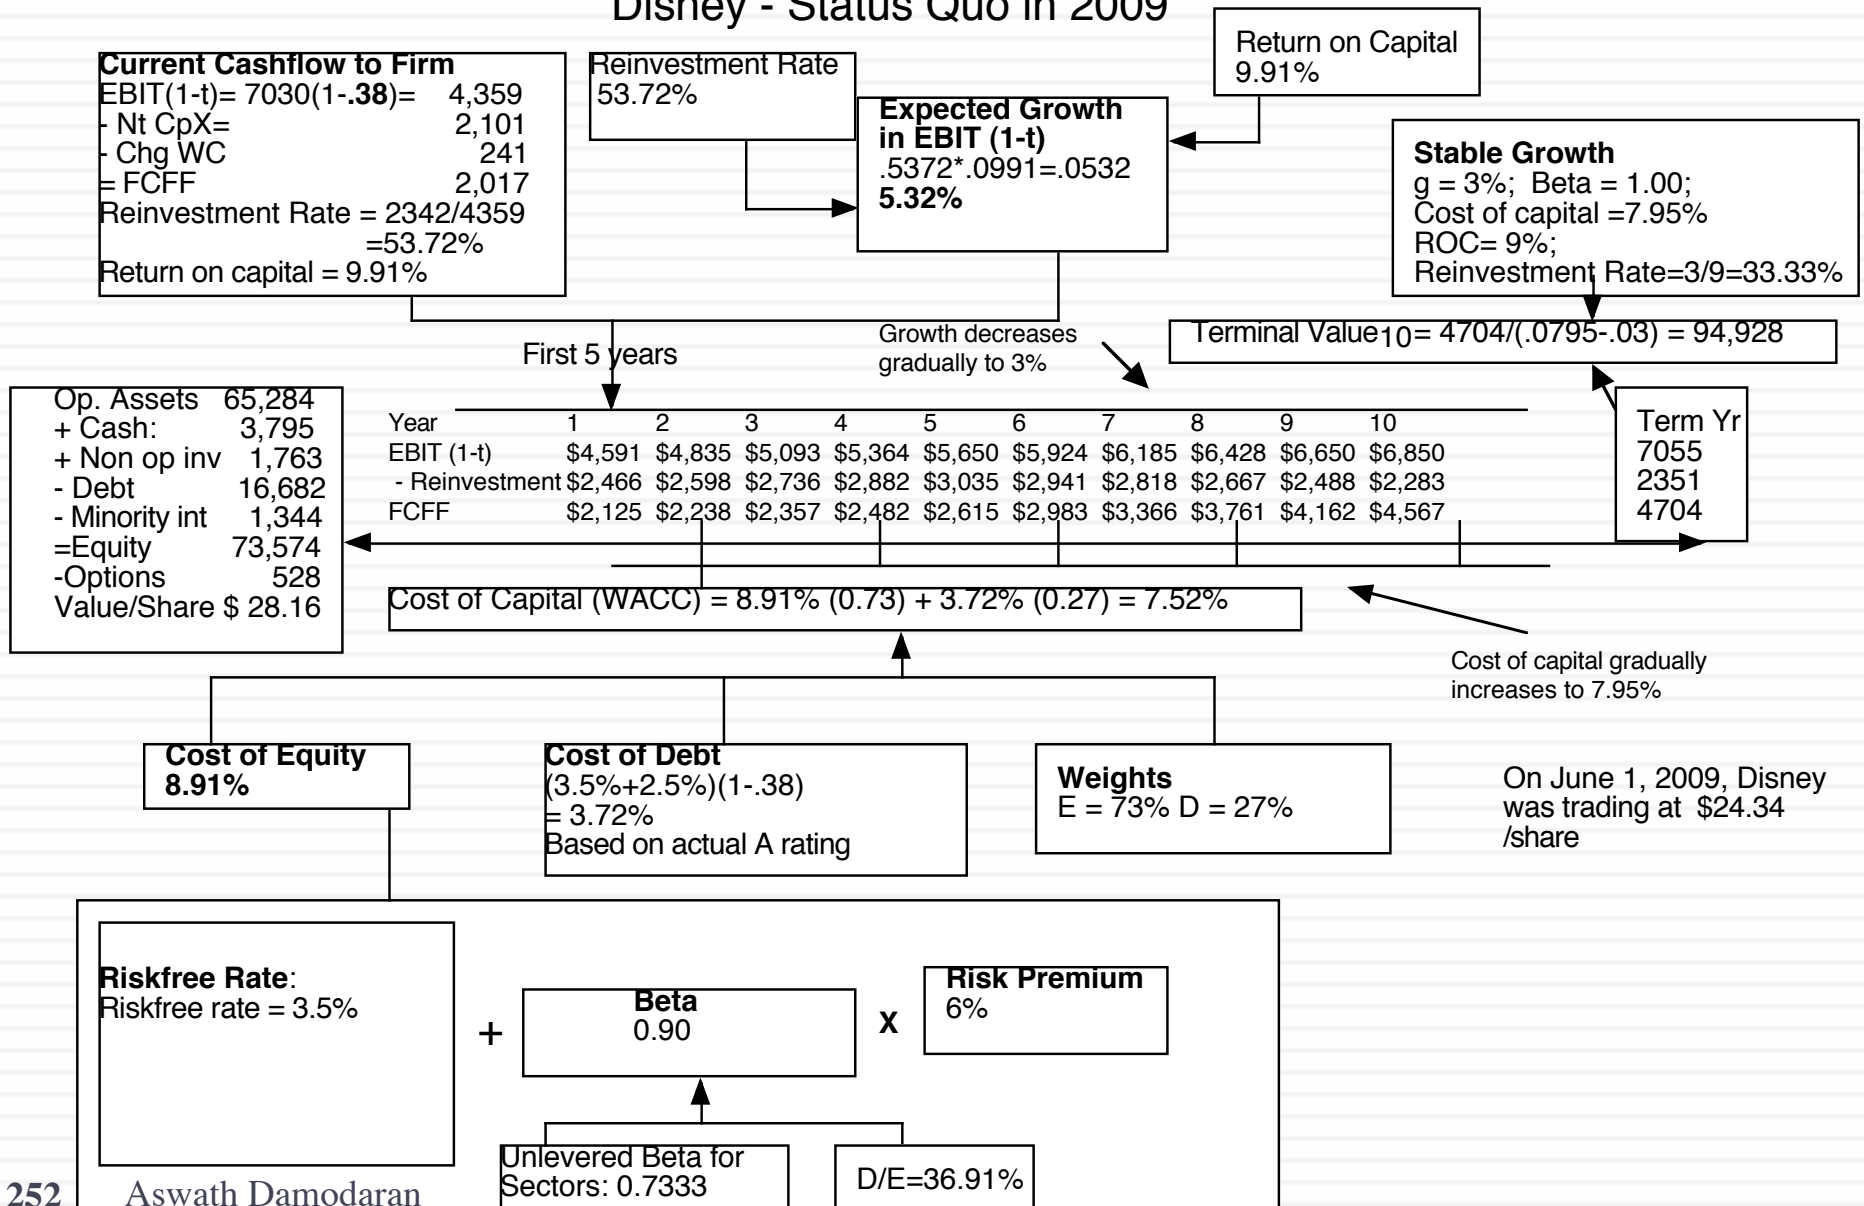 Disney - Status Quo in 2009
Current Cashflow to Firm
EBIT(1-t)= 7030(1-.38)= 4,359
- Nt CpX= 2,101
- Chg WC 241
= FCFF 2,017
Reinvestment Rate = 2342/4359
=53.72%
Return on capital = 9.91%
Reinvestment Rate
53.72%
Expected Growth
in EBIT (1-t)
.5372*.0991=.0532
5.32%
Return on Capital
9.91%
Stable Growth
g = 3%; Beta = 1.00;
Cost of capital =7.95%
ROC= 9%;
Reinvestment Rate=3/9=33.33%
Terminal Value10= 4704/(.0795-.03) = 94,928
First 5 years
Growth decreases
gradually to 3%
Op. Assets 65,284
+ Cash: 3,795
+ Non op inv 1,763
- Debt 16,682
- Minority int 1,344
=Equity 73,574
-Options 528
Value/Share $ 28.16
Year 1 2 3 4 5 6 7 8 9 10
EBIT (1-t) $4,591 $4,835 $5,093 $5,364 $5,650 $5,924 $6,185 $6,428 $6,650 $6,850
- Reinvestment $2,466 $2,598 $2,736 $2,882 $3,035 $2,941 $2,818 $2,667 $2,488 $2,283
FCFF $2,125 $2,238 $2,357 $2,482 $2,615 $2,983 $3,366 $3,761 $4,162 $4,567
Term Yr
7055
2351
4704
Cost of Capital (WACC) = 8.91% (0.73) + 3.72% (0.27) = 7.52%
Cost of capital gradually
increases to 7.95%
Cost of Equity
8.91%
Cost of Debt
(3.5%+2.5%)(1-.38)
= 3.72%
Based on actual A rating
Weights
E = 73% D = 27%
On June 1, 2009, Disney
was trading at $24.34
/share
Riskfree Rate:
Riskfree rate = 3.5%
+
Beta
0.90
X
Risk Premium
6%
Unlevered Beta for
Sectors: 0.7333
D/E=36.91%
252 Aswath Damodaran